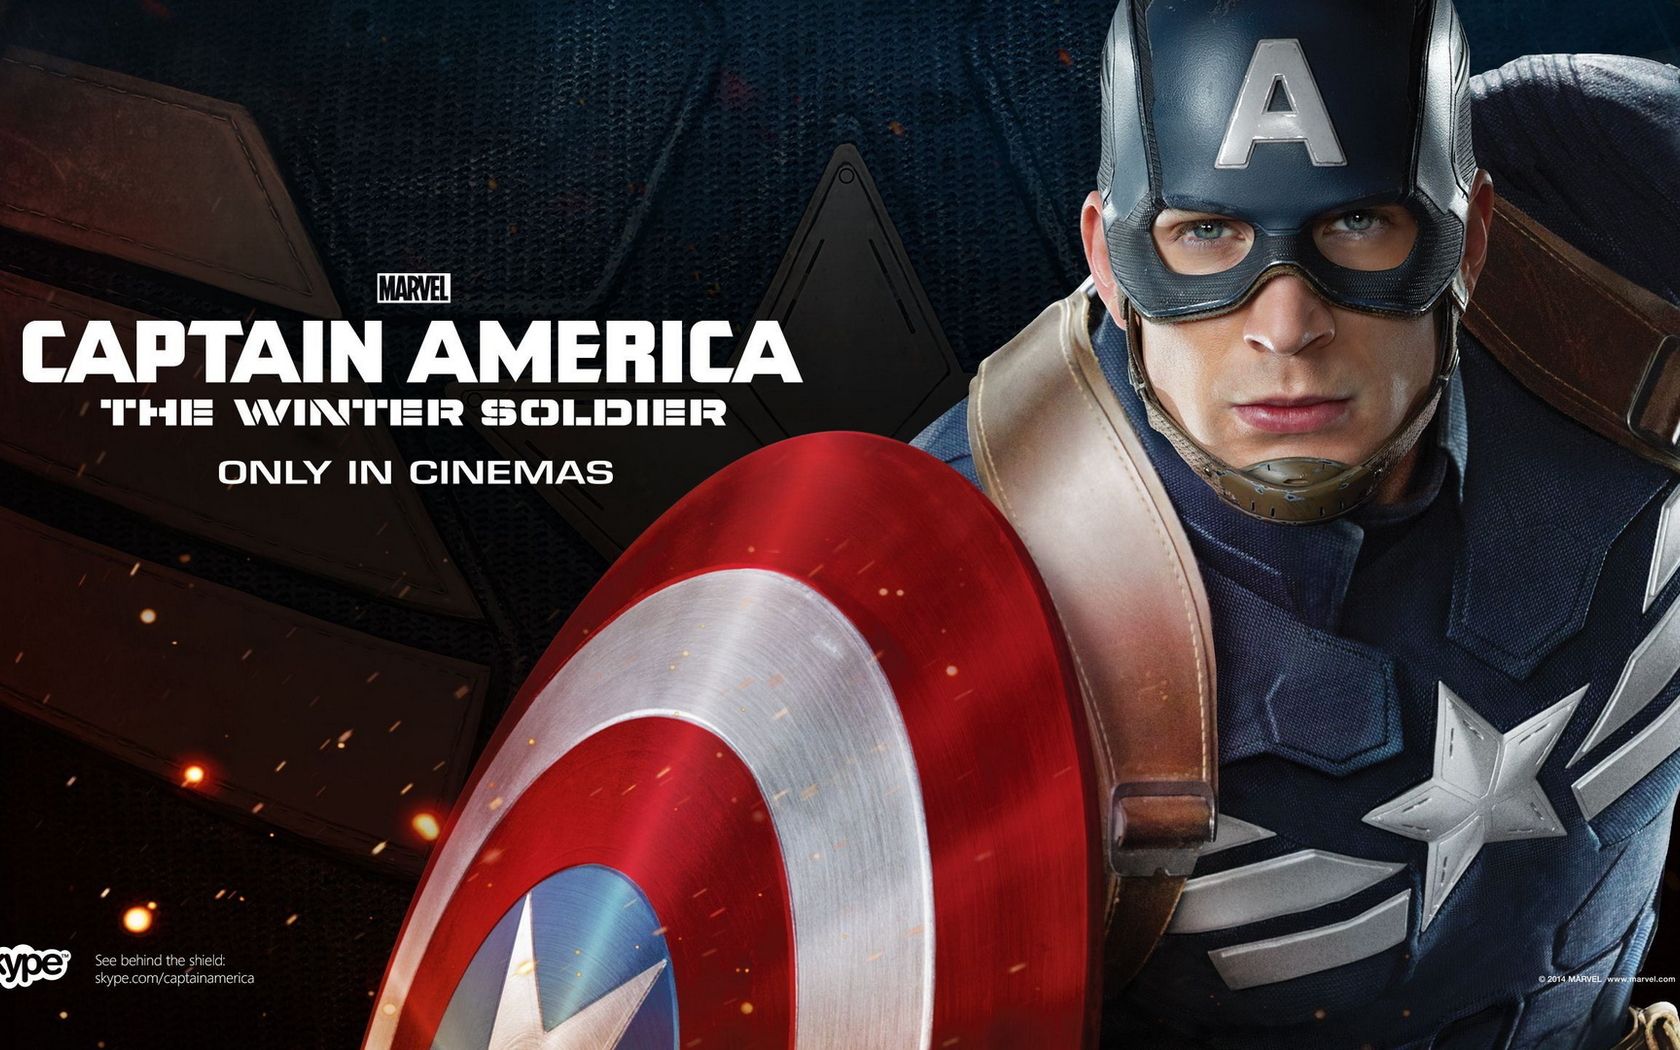 A
MARVEL
CAPTAIN AMERICA
THE WINTER SOLDIER
ONLY IN CINEMAS
kype™
See behind the shield:
skype.com/captainamerica
© 2014 MARVEL www.marvel.com